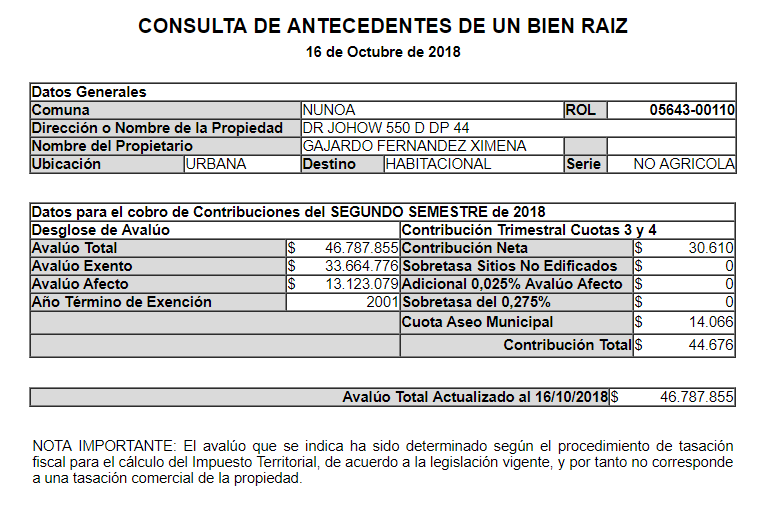 CONSULTA DE ANTECEDENTES DE UN BIEN RAIZ
16 de Octubre de 2018
Datos Generales
Comuna NUNOA ROL 05643-00110
Dirección o Nombre de la Propiedad DR JOHOW 550 D DP 44
Nombre del Propietario GAJARDO FERNANDEZ XIMENA
Ubicación URBANA Destino HABITACIONAL Serie NO AGRICOLA
Datos para el cobro de Contribuciones del SEGUNDO SEMESTRE de 2018
Desglose de Avalúo Contribución Trimestral Cuotas 3 y 4
Avalúo Total $ 46.787.855 Contribución Neta $ 30.610
Avalúo Exento $ 33.664.776 Sobretasa Sitios No Edificados $ 0
Avalúo Afecto $ 13.123.079 Adicional 0,025% Avalúo Afecto $ 0
Año Término de Exención 2001 Sobretasa del 0,275% $ 0
Cuota Aseo Municipal $ 14.066
Contribución Total $ 44.676
Avalúo Total Actualizado al 16/10/2018 $ 46.787.855
NOTA IMPORTANTE: El avalúo que se indica ha sido determinado según el procedimiento de tasación
fiscal para el cálculo del Impuesto Territorial, de acuerdo a la legislación vigente, y por tanto no corresponde
a una tasación comercial de la propiedad.